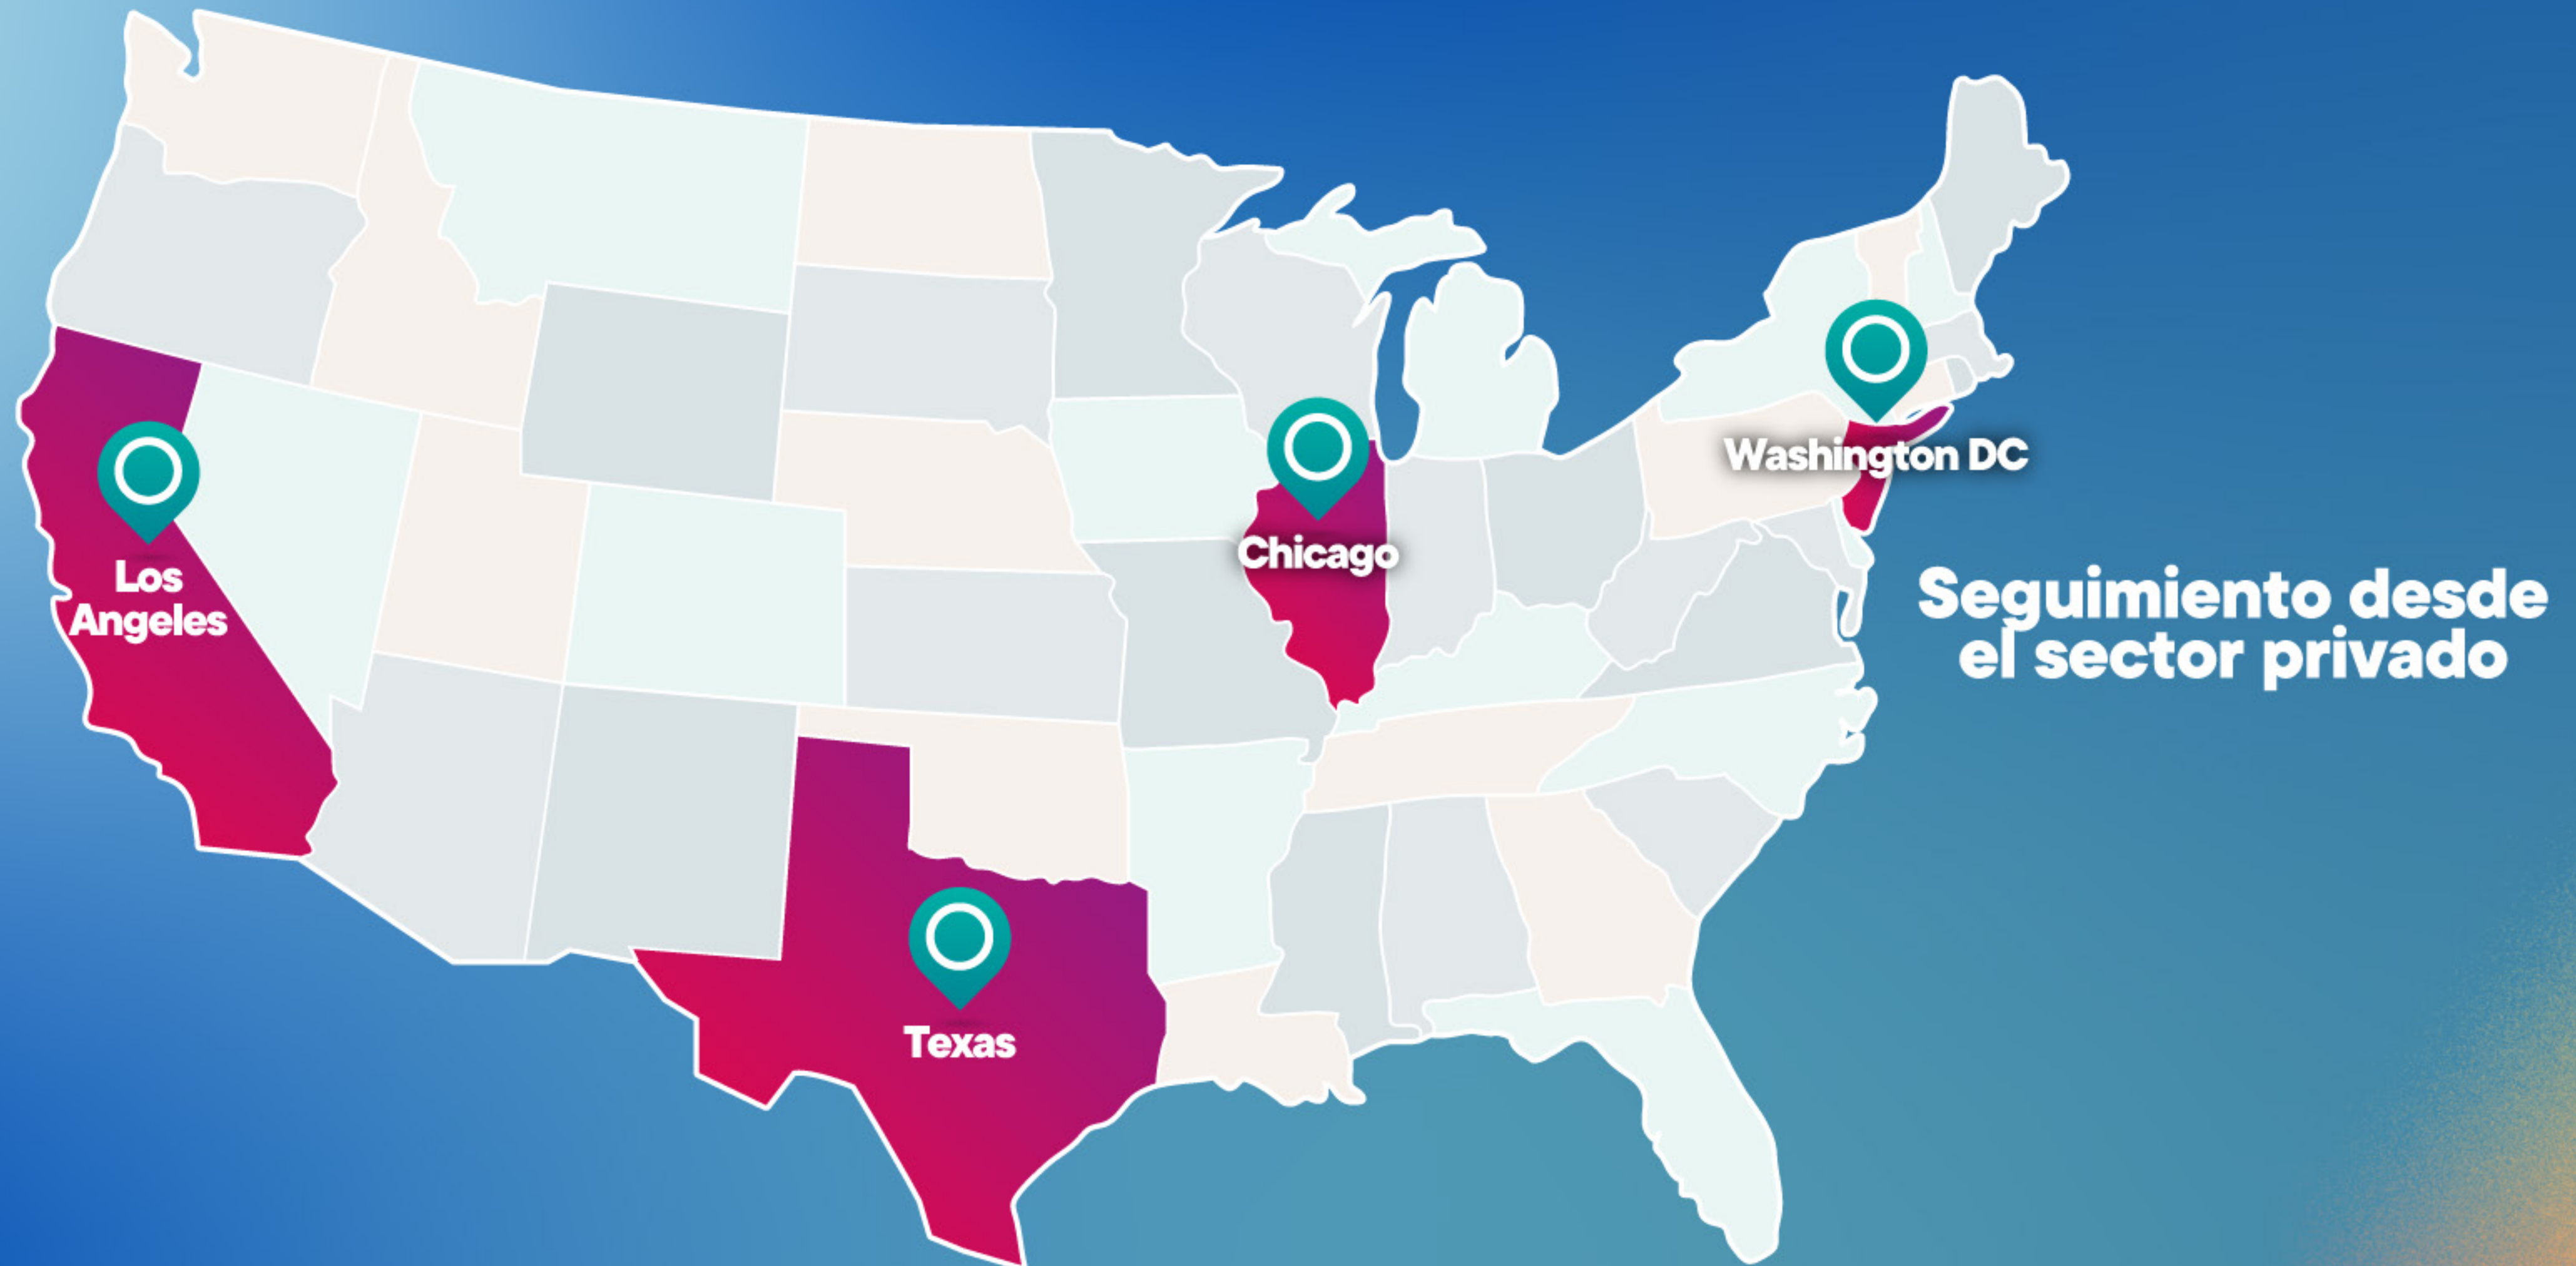 Washington DC
Chicago
Los
Angeles
Seguimiento desde
el sector privado
Texas